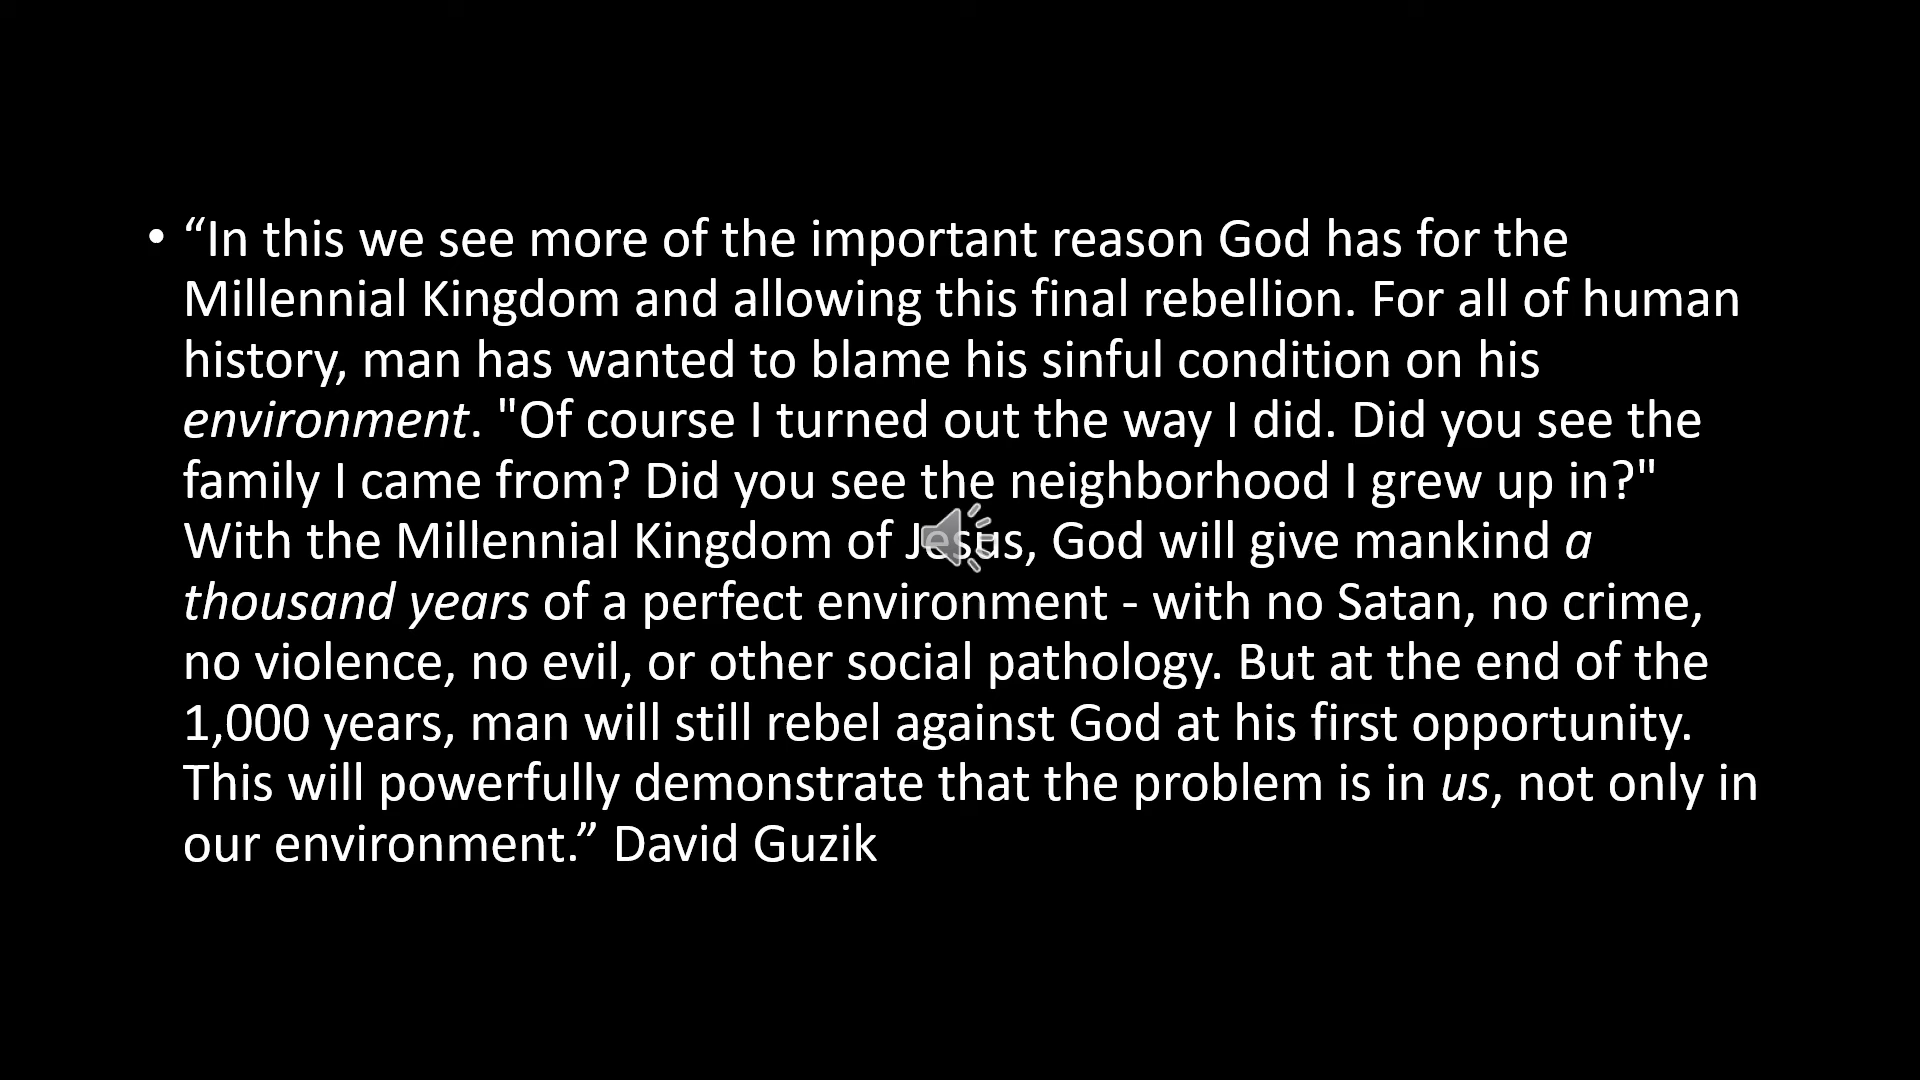 • “In this we see more of the important reason God has for the
Millennial Kingdom and allowing this final rebellion. For all of human
history, man has wanted to blame his sinful condition on his
environment. "Of course I turned out the way I did. Did you see the
family I came from? Did you see the neighborhood I grew up in?"
With the Millennial Kingdom of Jesus, God will give mankind a
thousand years of a perfect environment - with no Satan, no crime,
no violence, no evil, or other social pathology. But at the end of the
1,000 years, man will still rebel against God at his first opportunity.
This will powerfully demonstrate that the problem is in us, not only in
our environment.” David Guzik